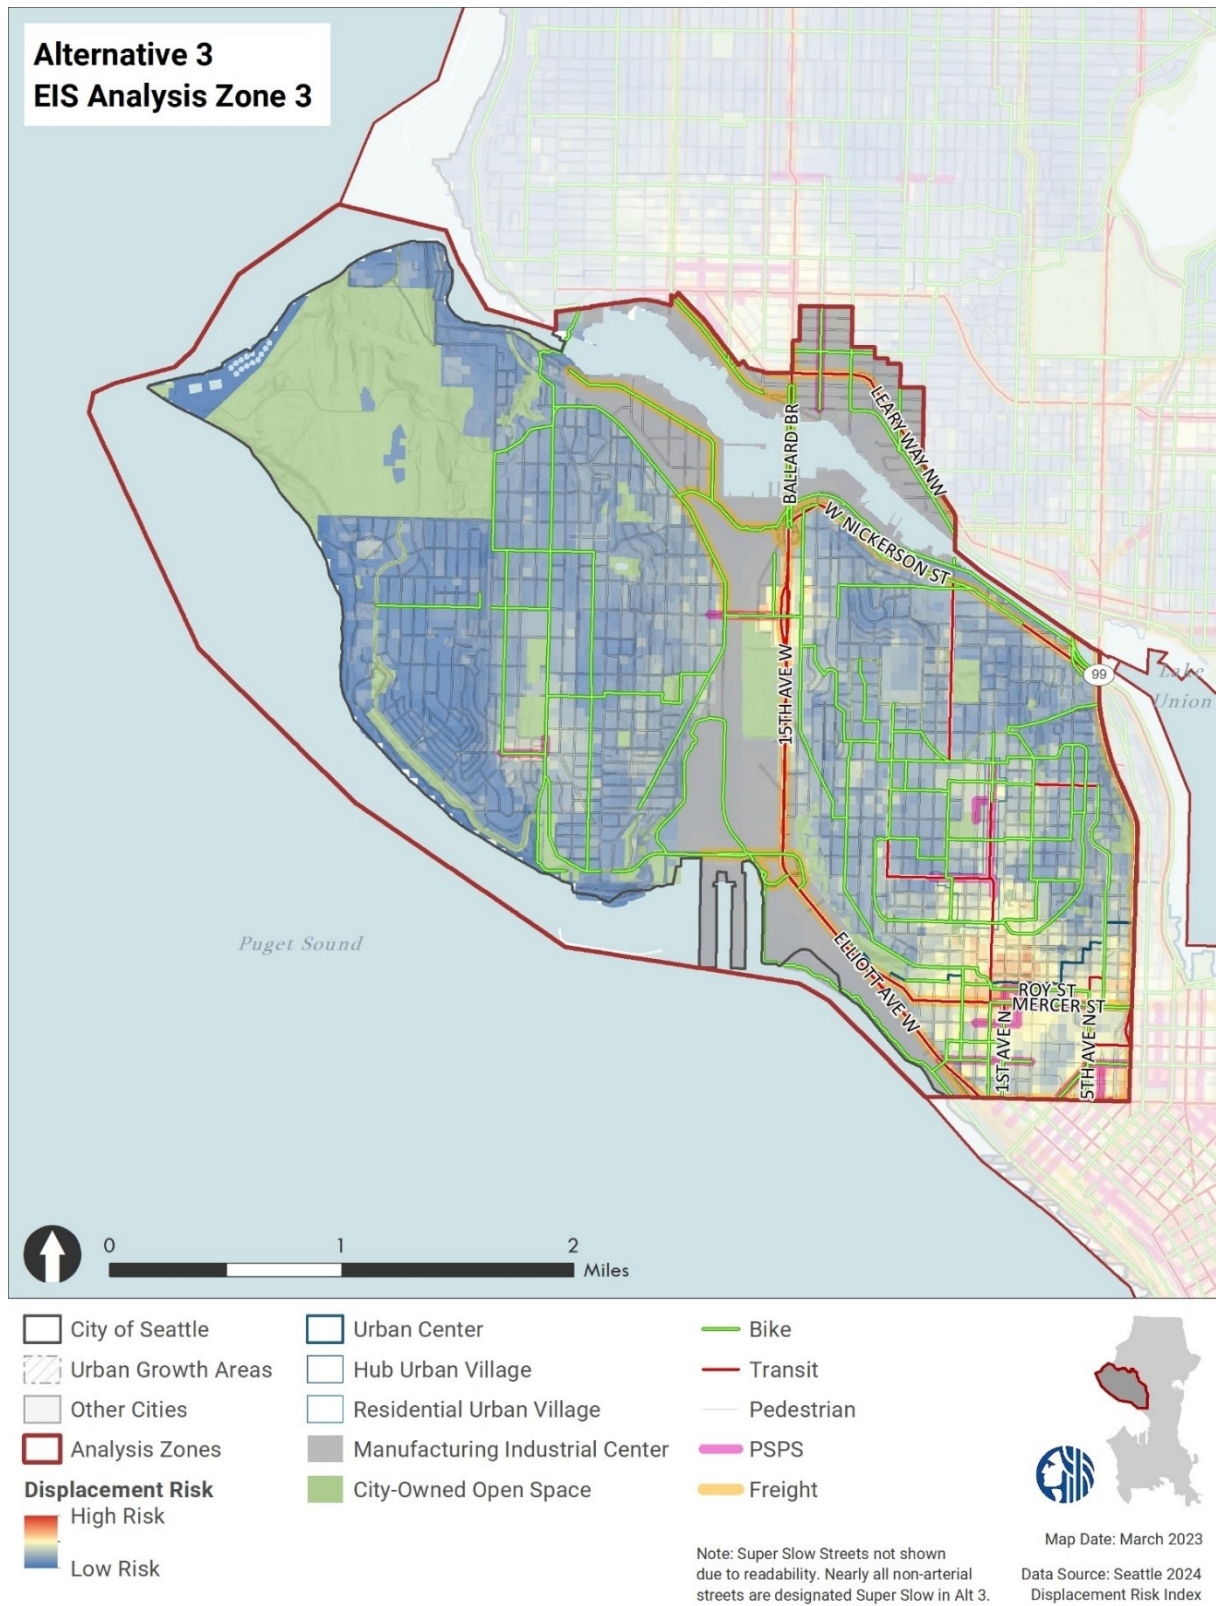 Alternative 3
EIS Analysis Zone 3
BALLARD BR
LEARY WAY NW
W NICKERSON ST
15TH AVE W
99
Lake
Union
Puget Sound
ELLIOTT AVE W
ROY ST
MERCER ST
1ST AVE N
5TH AVE N
0 1 2
Miles
City of Seattle
Urban Growth Areas
Other Cities
Analysis Zones
Displacement Risk
High Risk
Low Risk
Urban Center
Hub Urban Village
Residential Urban Village
Manufacturing Industrial Center
City-Owned Open Space
Bike
Transit
Pedestrian
PSPS
Freight
Note: Super Slow Streets not shown
due to readability. Nearly all non-arterial
streets are designated Super Slow in Alt 3.
Map Date: March 2023
Data Source: Seattle 2024
Displacement Risk Index